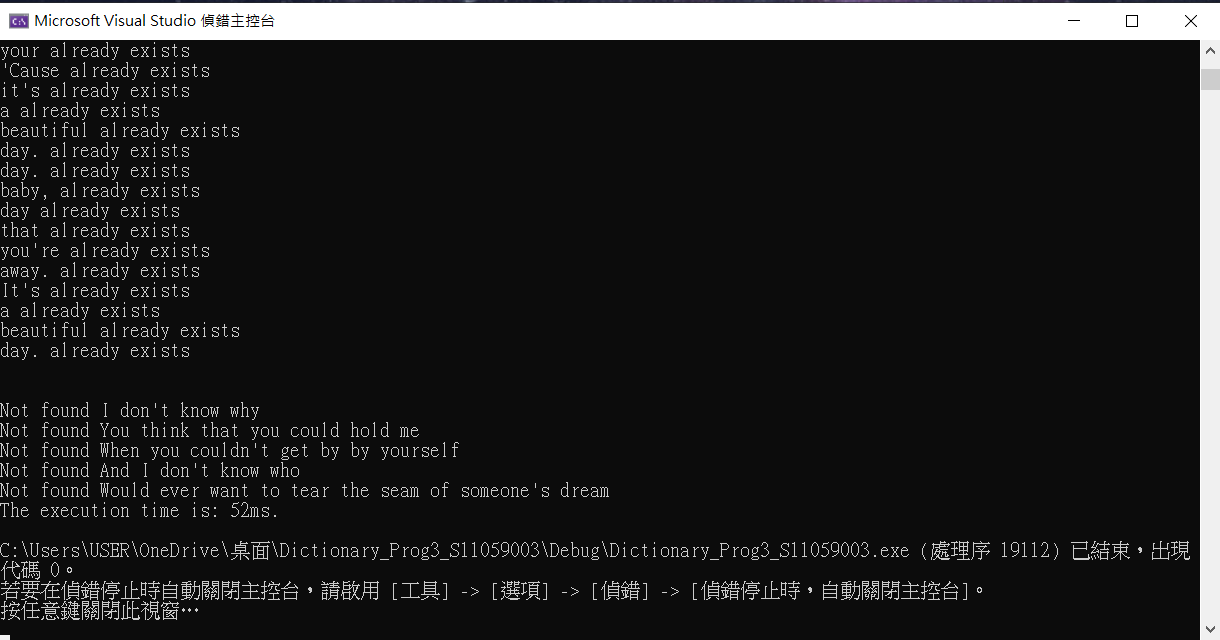 Microsoft Visual Studio 偵錯主控台
your already exists
'Cause already exists
it's already exists
a already exists
beautiful already exists
day. already exists
day. already exists
baby, already exists
day already exists
that already exists
you're already exists
away. already exists
It's already exists
a already exists
beautiful already exists
day. already exists
Not found I don't know why
Not found You think that you could hold me
Not found When you couldn't get by by yourself
Not found And I don't know who
Not found Would ever want to tear the seam of someone's dream
The execution time is: 52ms.
C:\Users\USER\OneDrive\桌面\Dictionary_Prog3_S11059003\Debug\Dictionary_Prog3_S11059003.exe (處理序 19112) 已結束，出現
代碼 0。
若要在偵錯停止時自動關閉主控台，請啟用 [工具] -> [選項] -> [偵錯] -> [偵錯停止時，自動關閉主控台]。
按任意鍵關閉此視窗…